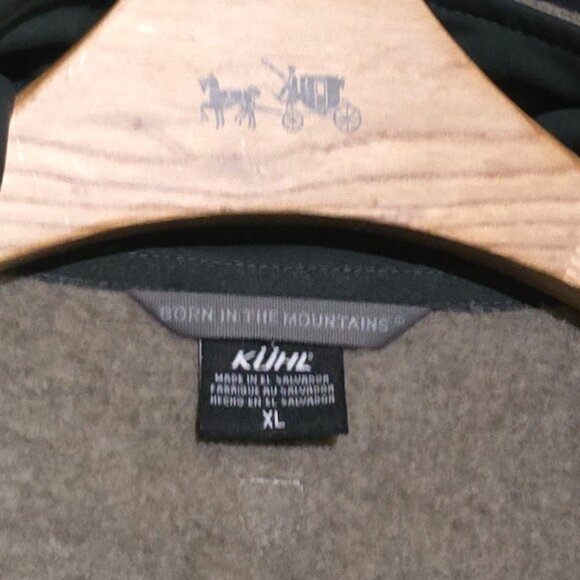 BORN IN THE MOUNTAINS®
KÜHL
MADE IN EL SALVADOR
FABRIQUE AU SALVADOR
HECHO EN EL SALVADOR
XL